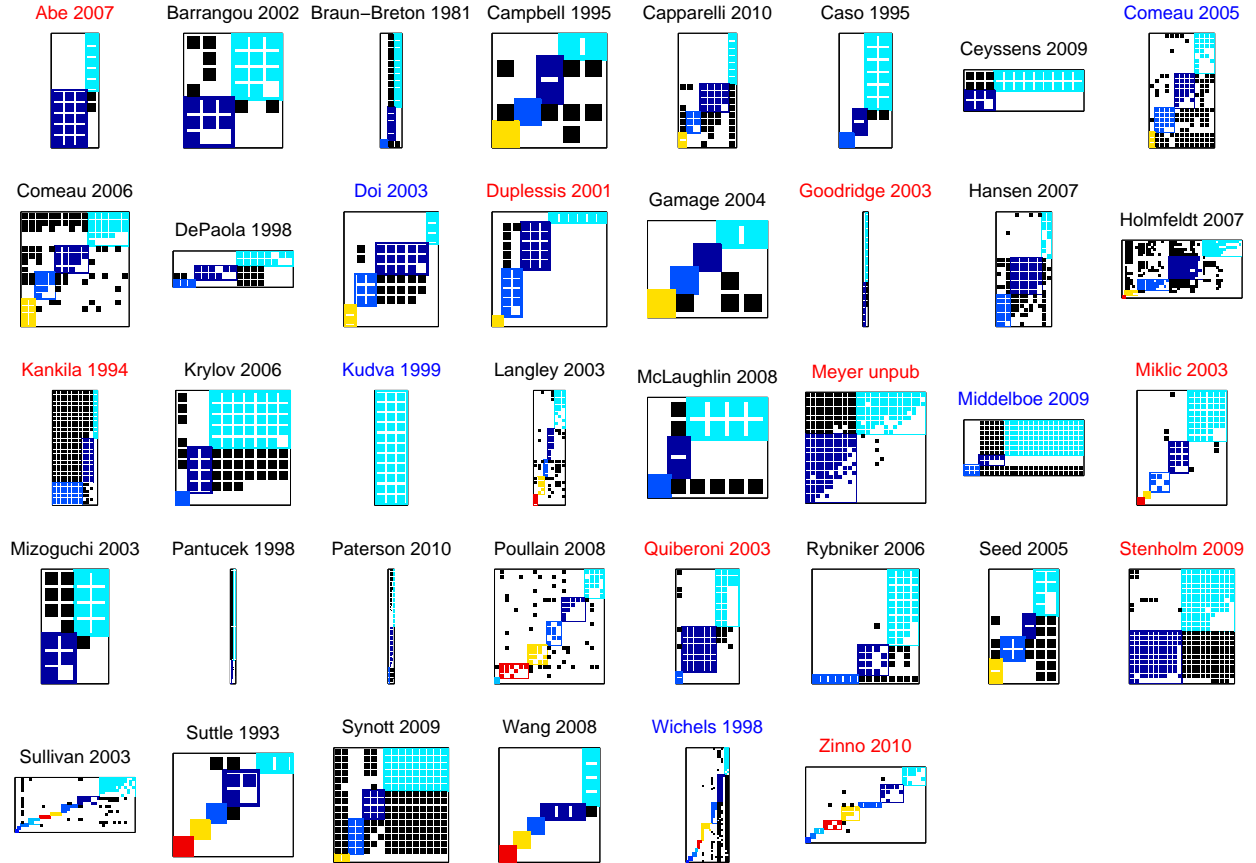 Abe 2007
Barrangou 2002
Braun−Breton 1981
Campbell 1995
Capparelli 2010
Caso 1995
Ceyssens 2009
Comeau 2005
Comeau 2006
DePaola 1998
Doi 2003
Duplessis 2001
Gamage 2004
Goodridge 2003
Hansen 2007
Holmfeldt 2007
Kankila 1994
Krylov 2006
Kudva 1999
Langley 2003
McLaughlin 2008
Meyer unpub
Middelboe 2009
Miklic 2003
Mizoguchi 2003
Pantucek 1998
Paterson 2010
Poullain 2008
Quiberoni 2003
Rybniker 2006
Seed 2005
Stenholm 2009
Sullivan 2003
Suttle 1993
Synott 2009
Wang 2008
Wichels 1998
Zinno 2010